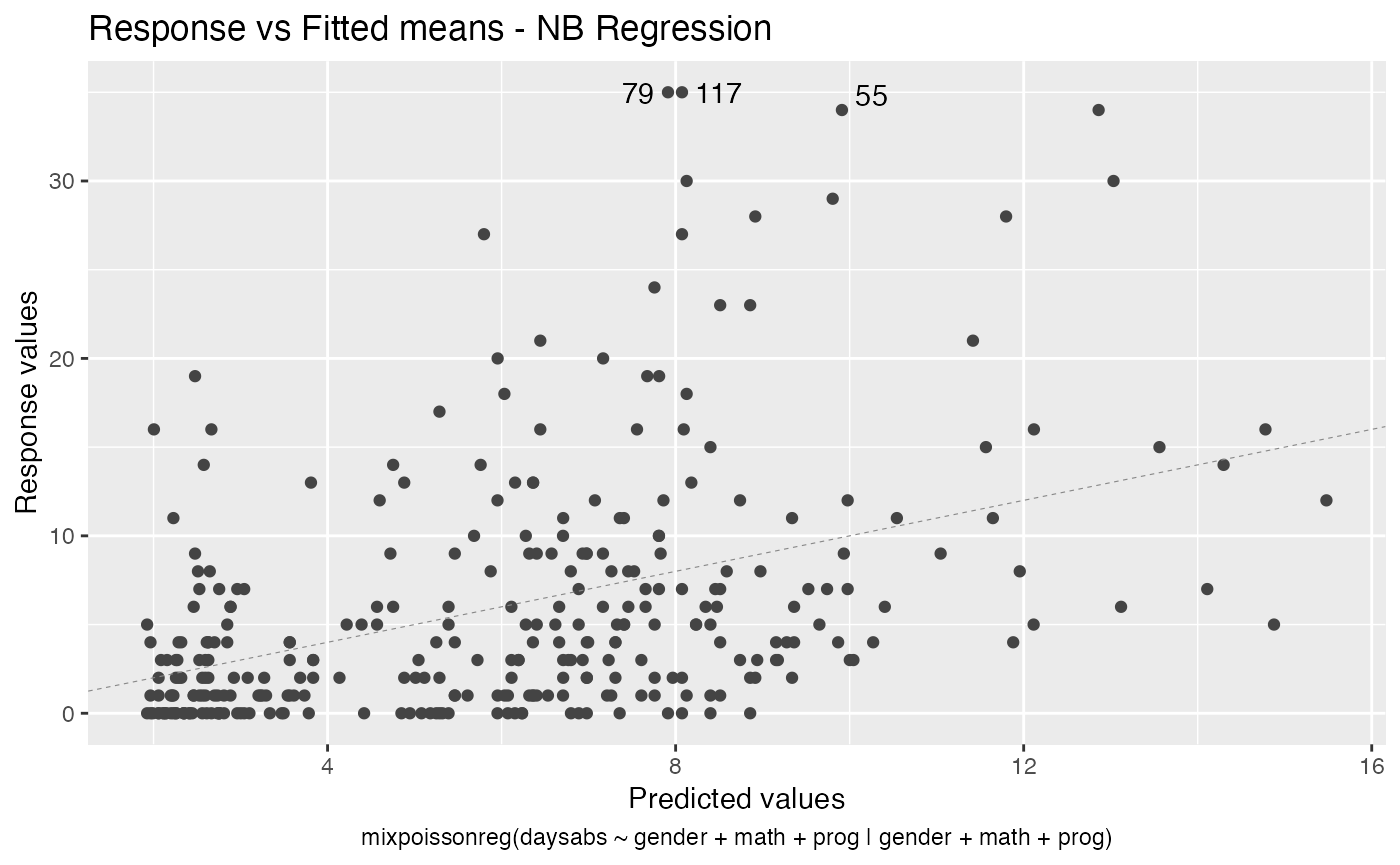 Response vs Fitted means - NB Regression
79
117
55
Response values
30
20
10
0
4
8
12
16
Predicted values
mixpoissonreg(daysabs ~ gender + math + prog | gender + math + prog)